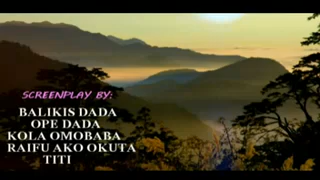 SCREENPLAY BY:
BALIKIS DADA
OPE DADA
KOLA OMOBABA
RAIFU AKO OKUTA
TITI